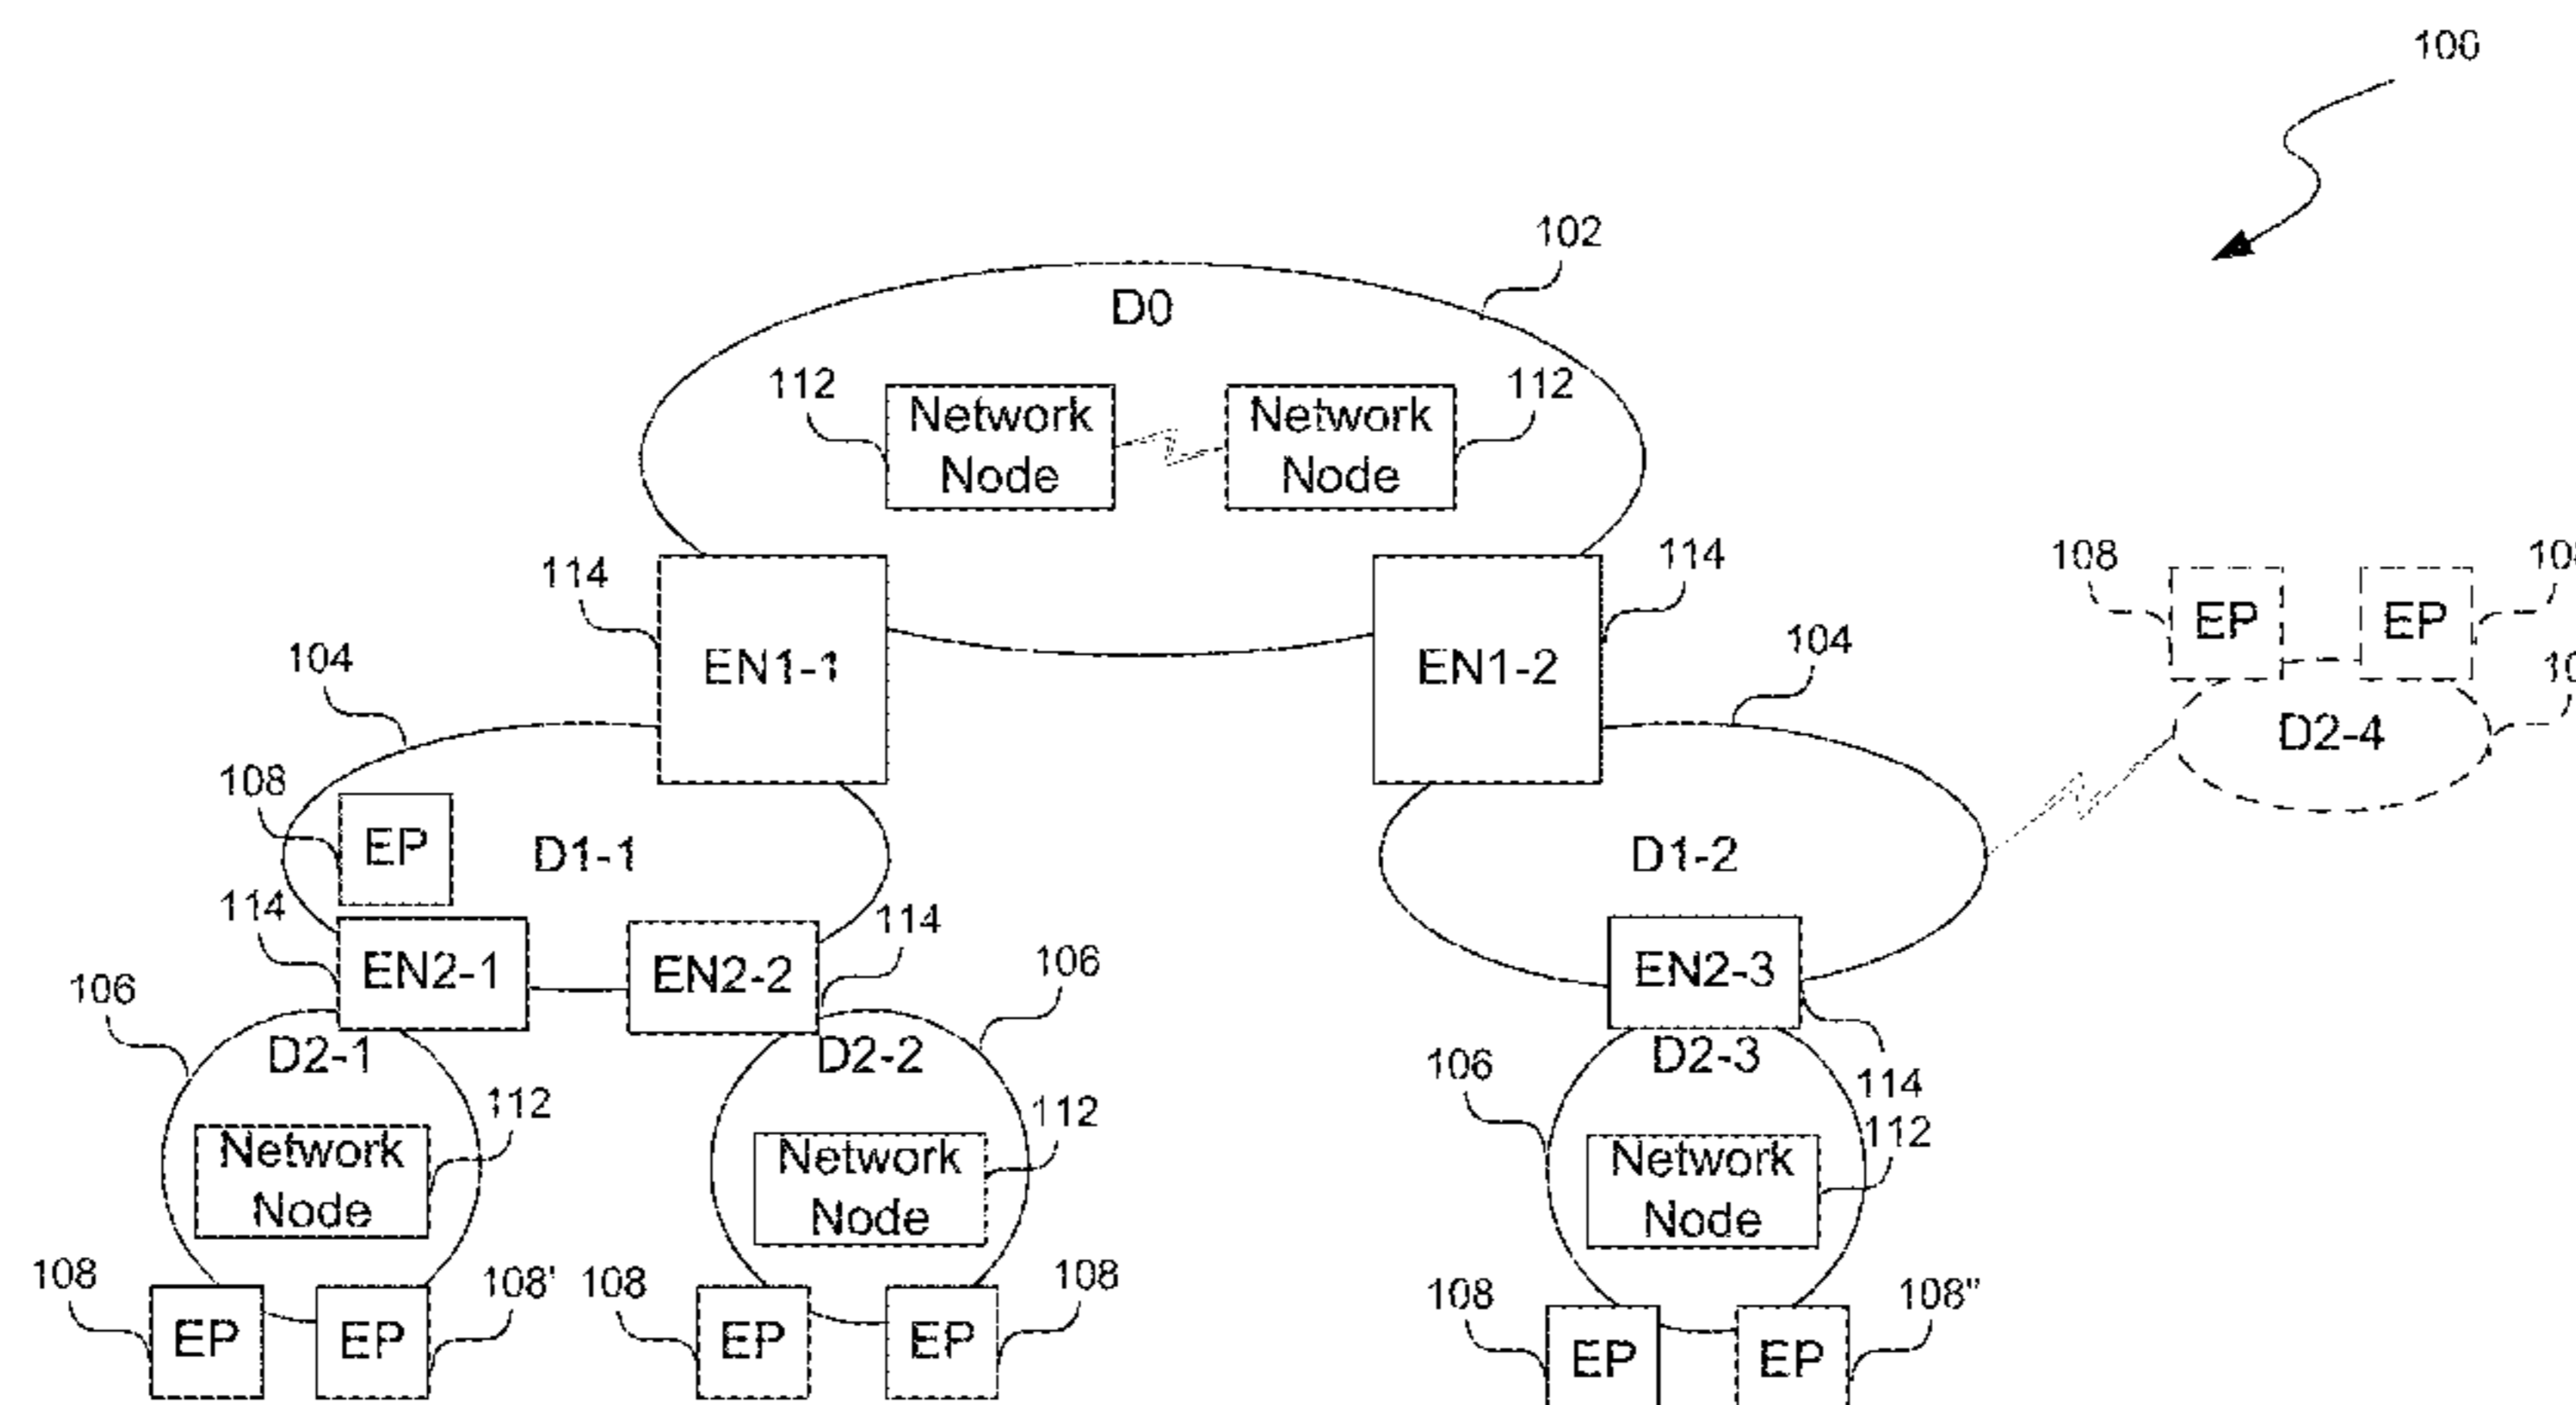 100
102
D0
112
Network
Node
Network
Node
112
114
EN1-1
EN1-2
114
108
EP
EP
D2-4
104
104
108
EP
D1-1
D1-2
114
EN2-1
EN2-2
114
EN2-3
114
106
D2-1
D2-2
106
106
D2-3
Network
Node
112
Network
Node
112
Network
Node
112
108
EP
EP
108'
108
EP
EP
108
108
EP
EP
108"